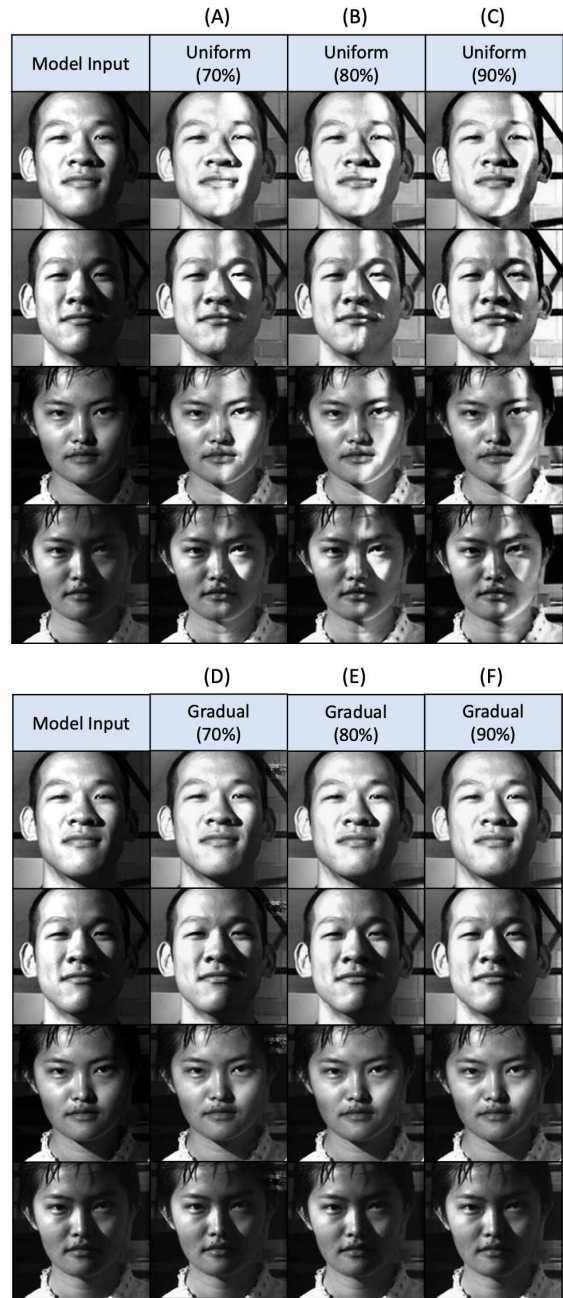 (A) (B) (C)
Model Input Uniform Uniform Uniform
(70%) (80%) (90%)
(D) (E) (F)
Model Input Gradual Gradual Gradual
(70%) (80%) (90%)